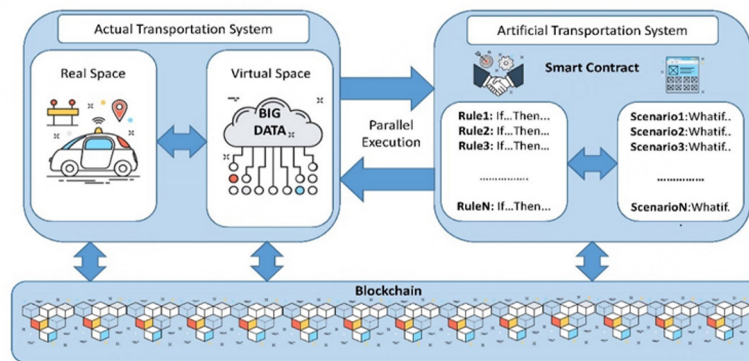 Actual Transportation System
Real Space
Virtual Space
BIG
DATA
Parallel
Execution
Artificial Transportation System
Smart Contract
Rule1: If...Then...
Rule2: If...Then...
Rule3: If...Then...
..............
RuleN: If...Then...
Scenario1:Whatif..
Scenario2:Whatif.
Scenario3:Whatif.
..............
ScenarioN:Whatif.
Blockchain